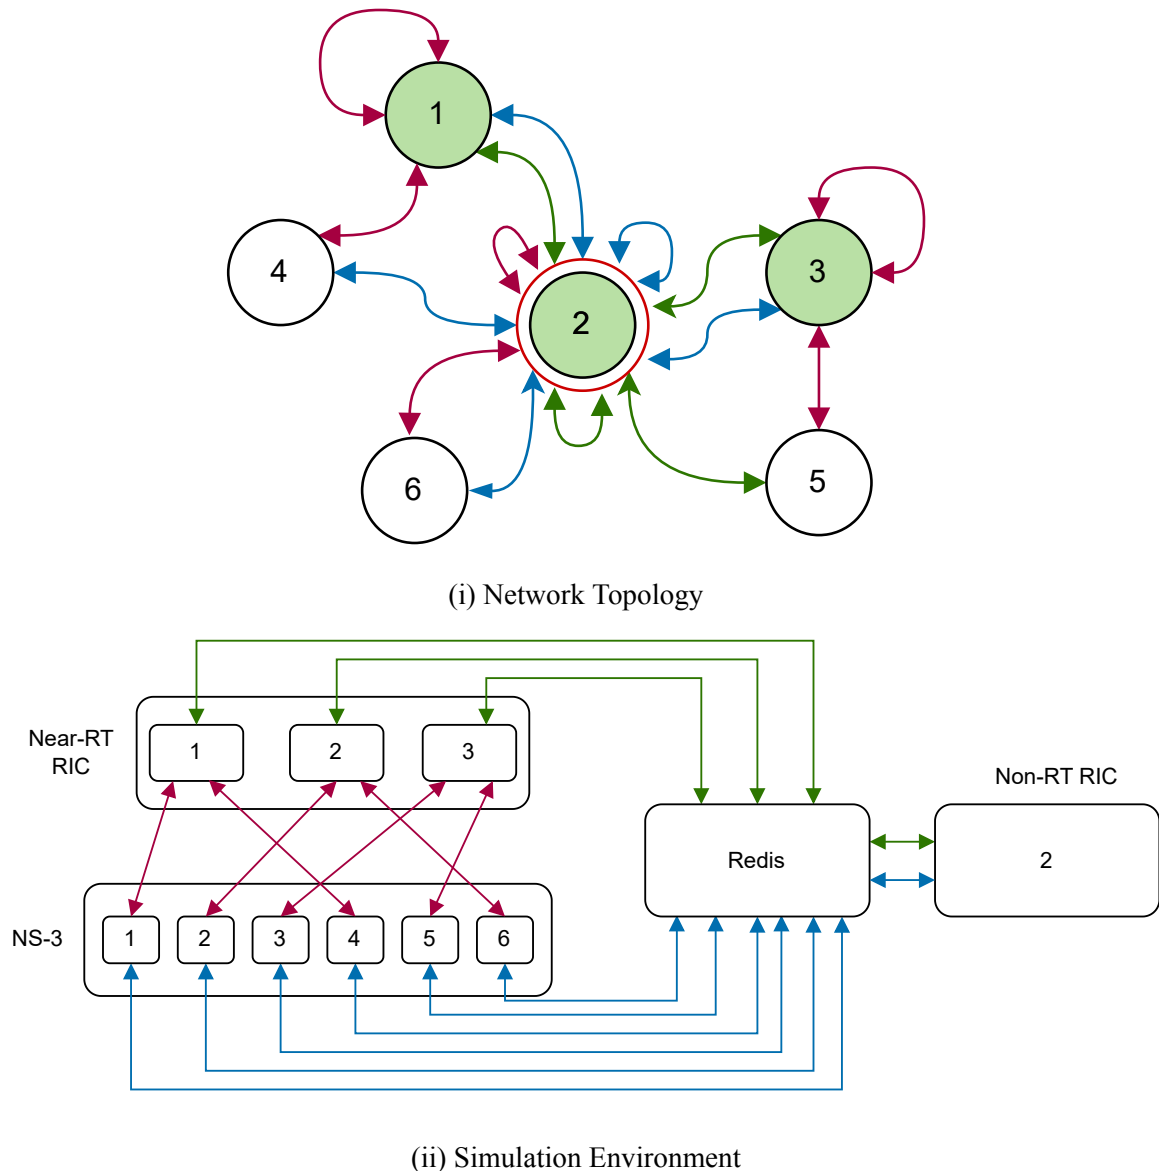 1
4
2
3
6
5
(i) Network Topology
Near-RT
RIC
1
2
3
Non-RT RIC
Redis
2
NS-3
1
2
3
4
5
6
(ii) Simulation Environment